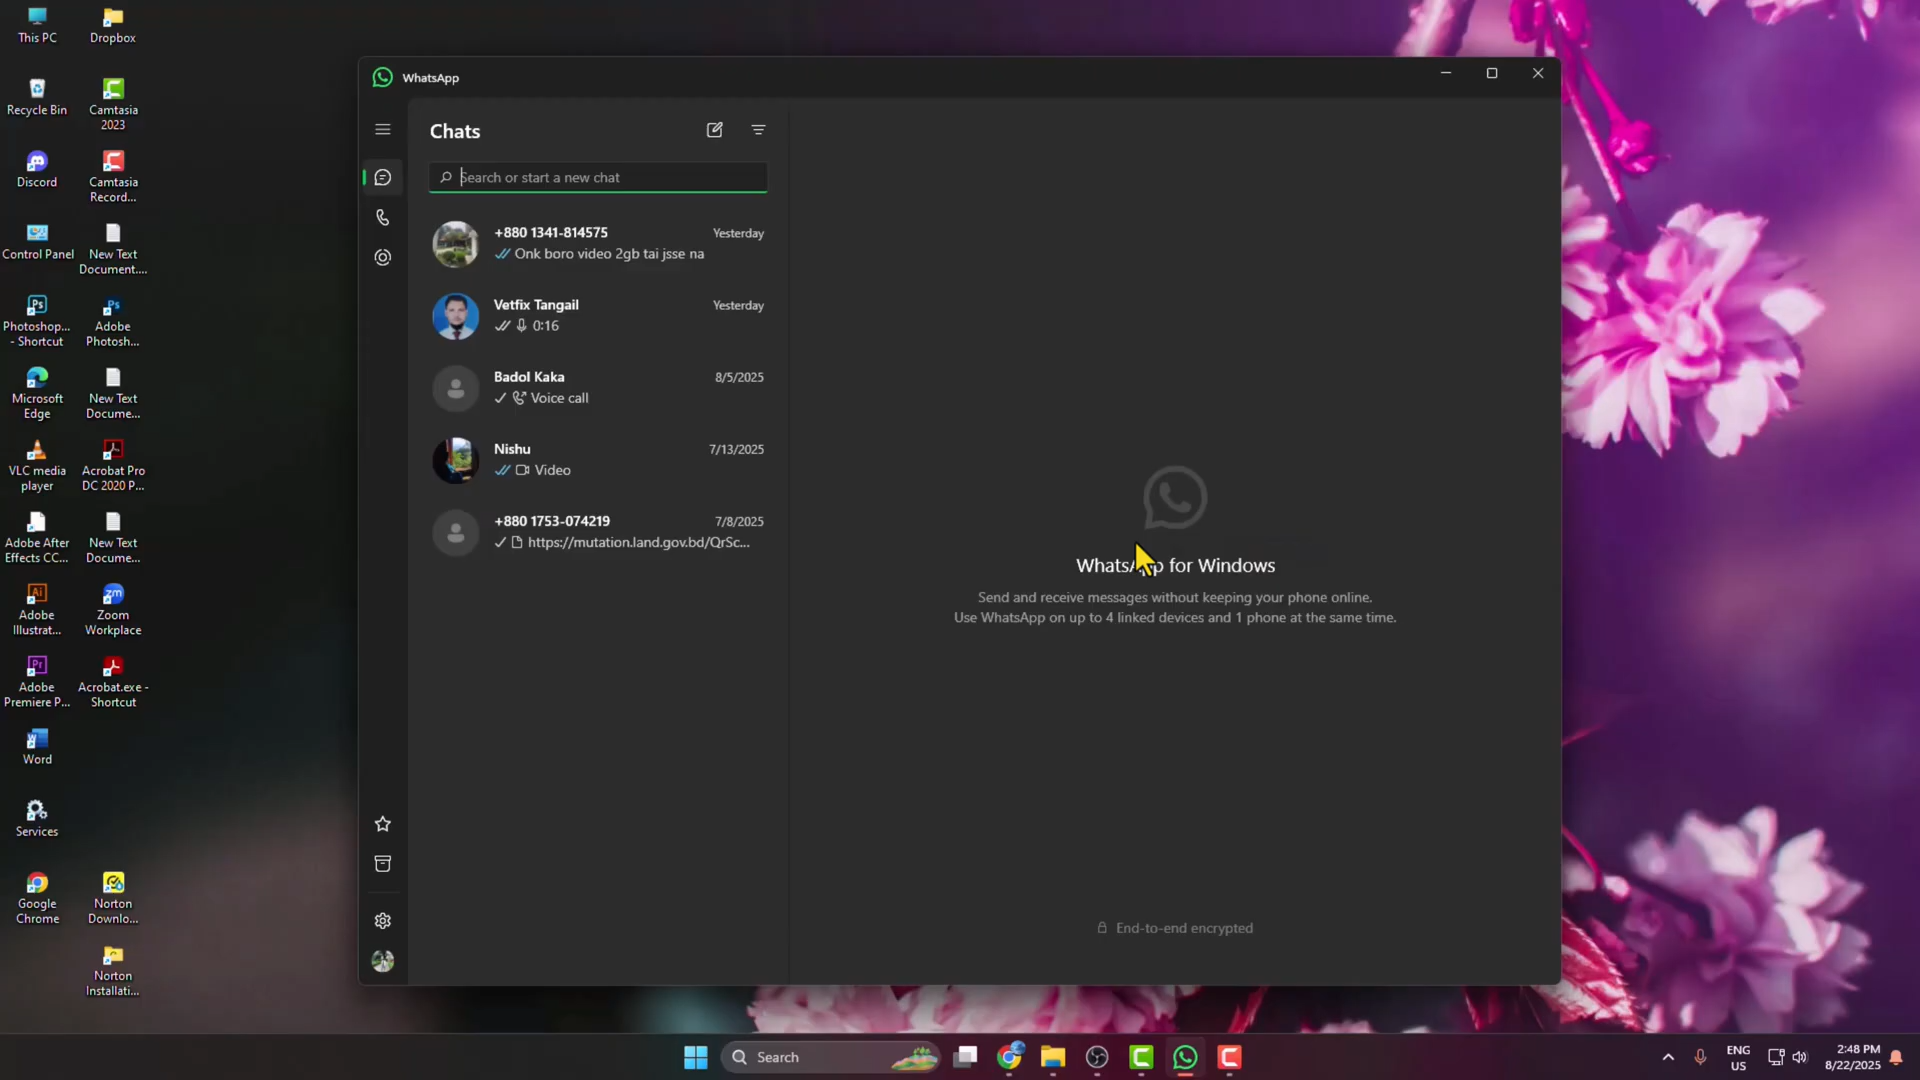 This PC
Dropbox
Recycle Bin
Camtasia
2023
Discord
Camtasia
Record...
Control Panel
New Text
Document....
Photoshop...
- Shortcut
Adobe
Photosh...
Microsoft
Edge
New Text
Docume...
VLC media
player
Acrobat Pro
DC 2020 P...
Adobe After
Effects CC...
New Text
Docume...
Adobe
Illustrat...
Zoom
Workplace
Adobe
Premiere P...
Acrobat.exe -
Shortcut
Word
Services
Google
Chrome
Norton
Downlo...
Norton
Installati...
WhatsApp
Chats
Search or start a new chat
+880 1341-814575 Yesterday
Onk boro video 2gb tai jsse na
Vetfix Tangail Yesterday
0:16
Badol Kaka 8/5/2025
Voice call
Nishu 7/13/2025
Video
+880 1753-074219 7/8/2025
https://mutation.land.gov.bd/QrSc...
WhatsApp for Windows
Send and receive messages without keeping your phone online.
Use WhatsApp on up to 4 linked devices and 1 phone at the same time.
End-to-end encrypted
Search
ENG
US
2:48 PM
8/22/2025